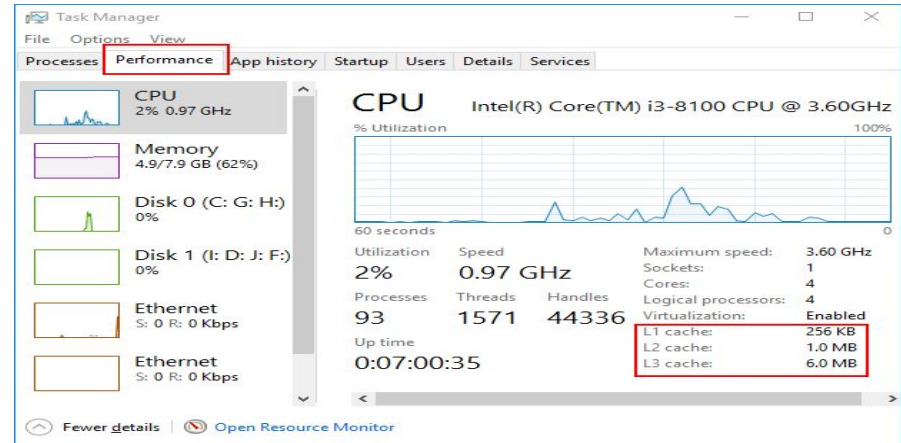 Task Manager
File Options View
Processes Performance App history Startup Users Details Services
CPU
2% 0.97 GHz
Memory
4.9/7.9 GB (62%)
Disk 0 (C: G: H:)
0%
Disk 1 (I: D: J: F:)
0%
Ethernet
S: 0 R: 0 Kbps
Ethernet
S: 0 R: 0 Kbps
CPU Intel(R) Core(TM) i3-8100 CPU @ 3.60GHz
% Utilization 100%
60 seconds 0
Utilization Speed
2% 0.97 GHz
Processes Threads Handles
93 1571 44336
Up time
0:07:00:35
Maximum speed: 3.60 GHz
Sockets: 1
Cores: 4
Logical processors: 4
Virtualization: Enabled
L1 cache: 256 KB
L2 cache: 1.0 MB
L3 cache: 6.0 MB
Fewer details Open Resource Monitor